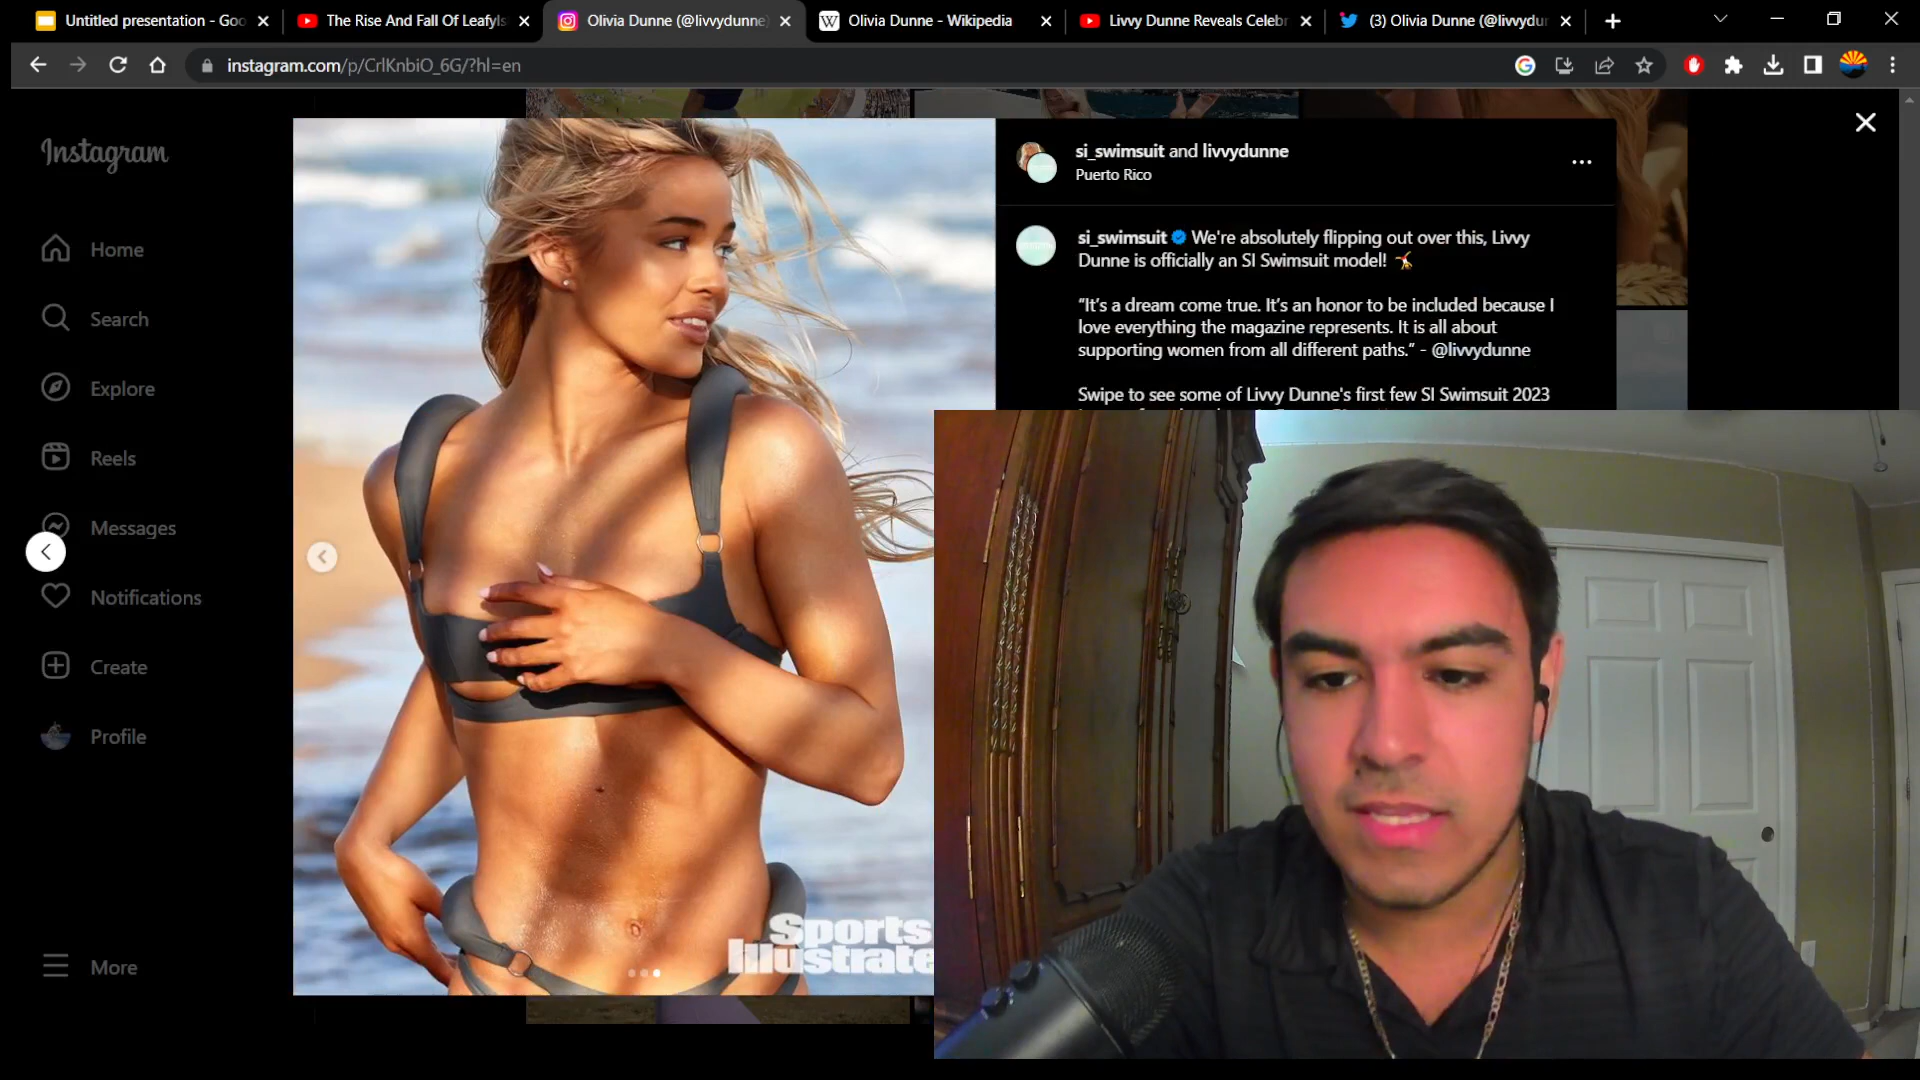 Untitled presentation - Goo
The Rise And Fall Of Leafyls
Olivia Dunne (@livvydunne)
Olivia Dunne - Wikipedia
Livvy Dunne Reveals Celebr
(3) Olivia Dunne (@livvydun
instagram.com/p/CrlKnbiO_6G/?hl=en
Instagram
Home
Search
Explore
Reels
Messages
Notifications
Create
Profile
More
si_swimsuit and livvydunne
Puerto Rico
si_swimsuit We're absolutely flipping out over this, Livvy
Dunne is officially an SI Swimsuit model!
“It’s a dream come true. It’s an honor to be included because I
love everything the magazine represents. It is all about
supporting women from all different paths.” - @livvydunne
Swipe to see some of Livvy Dunne's first few SI Swimsuit 2023
Sports
Illustrate